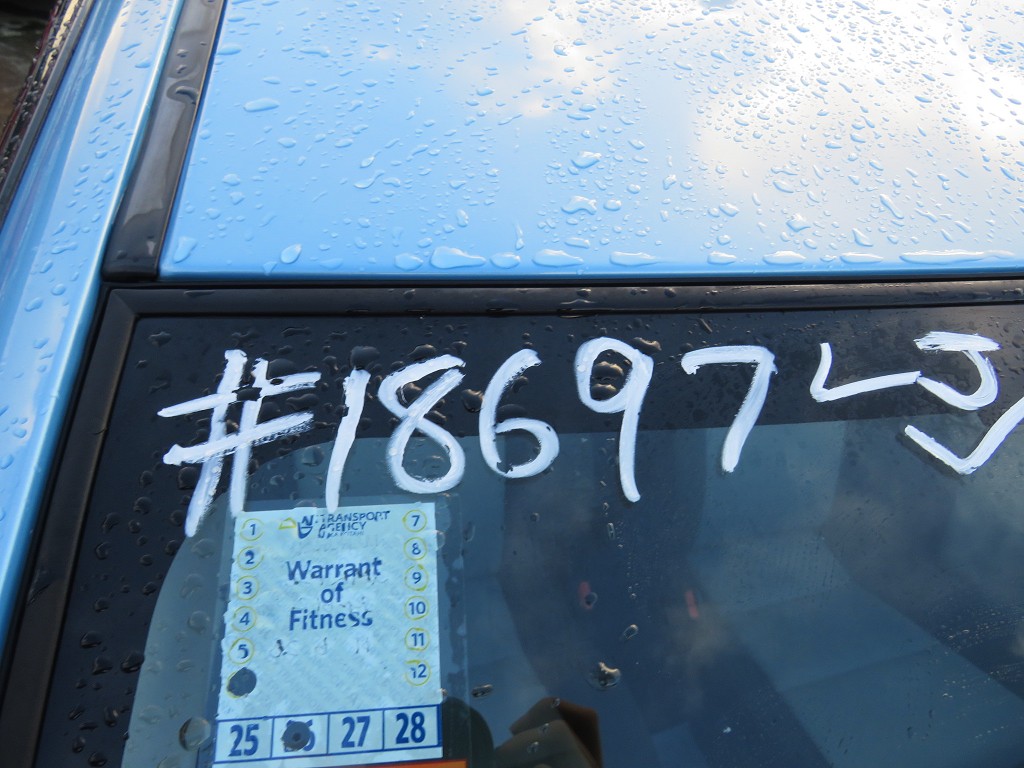 #18697
1 TRANSPORT 7
2 AGENCY 8
3 Warrant 9
4 of 10
5 Fitness 11
12
25 27 28